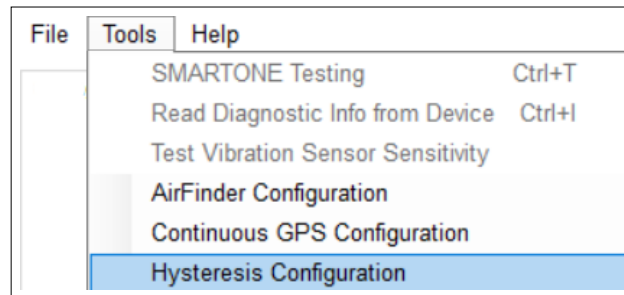 File Tools Help
SMARTONE Testing Ctrl+T
Read Diagnostic Info from Device Ctrl+I
Test Vibration Sensor Sensitivity
AirFinder Configuration
Continuous GPS Configuration
Hysteresis Configuration